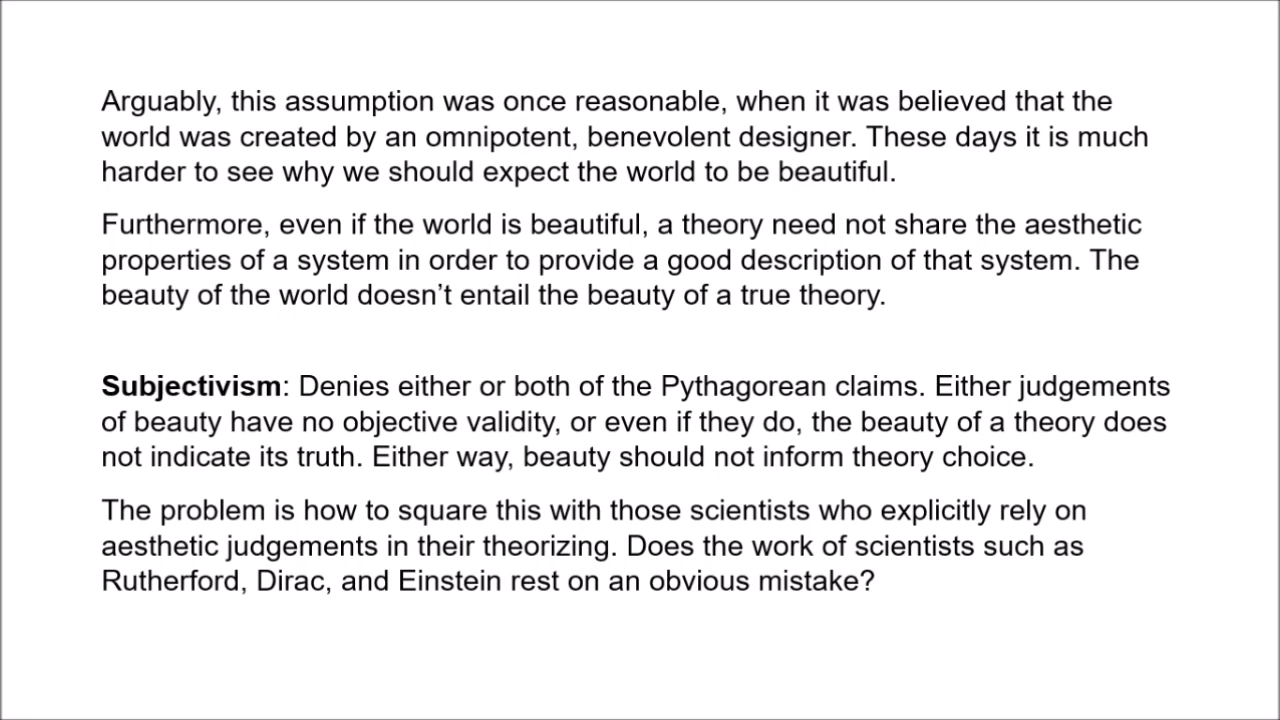 Arguably, this assumption was once reasonable, when it was believed that the
world was created by an omnipotent, benevolent designer. These days it is much
harder to see why we should expect the world to be beautiful.
Furthermore, even if the world is beautiful, a theory need not share the aesthetic
properties of a system in order to provide a good description of that system. The
beauty of the world doesn’t entail the beauty of a true theory.
Subjectivism: Denies either or both of the Pythagorean claims. Either judgements
of beauty have no objective validity, or even if they do, the beauty of a theory does
not indicate its truth. Either way, beauty should not inform theory choice.
The problem is how to square this with those scientists who explicitly rely on
aesthetic judgements in their theorizing. Does the work of scientists such as
Rutherford, Dirac, and Einstein rest on an obvious mistake?